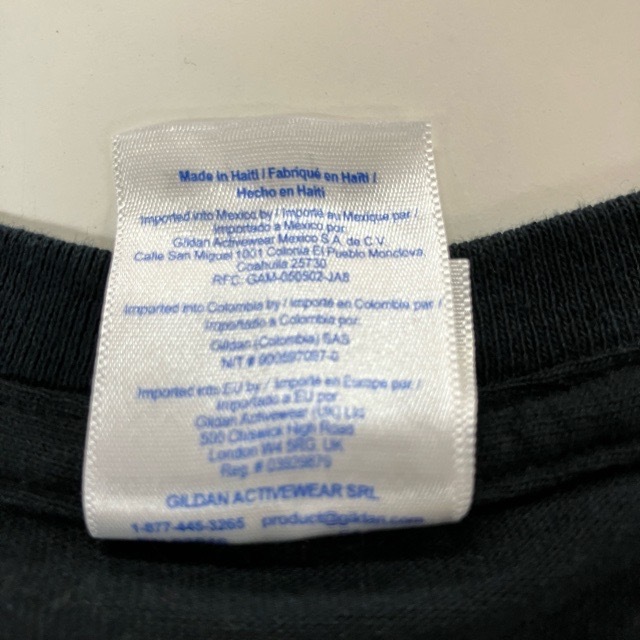 Made in Haiti / Fabriqué en Haïti /
Hecho en Haití
Imported into Mexico by / Importé au Mexique par /
Importado a México por:
Gildan Activewear Mexico S.A. de C.V.
Calle San Miguel 1001 Colonia El Pueblo Monclova
Coahuila 25730
RFC. GAM-050502-JA8
Imported into Colombia by / Importé en Colombie par /
Importado a Colombia por:
Gildan (Colombia) SAS
NIT #
Imported into EU by / Importé en Europe par /
Importado a EU por
Gildan Activewear (UK) Ltd
500 Chiswick High Road
London W4 5RG, UK
Reg. #
GILDAN ACTIVEWEAR SRL
1-877-445-3265 product@gildan.com